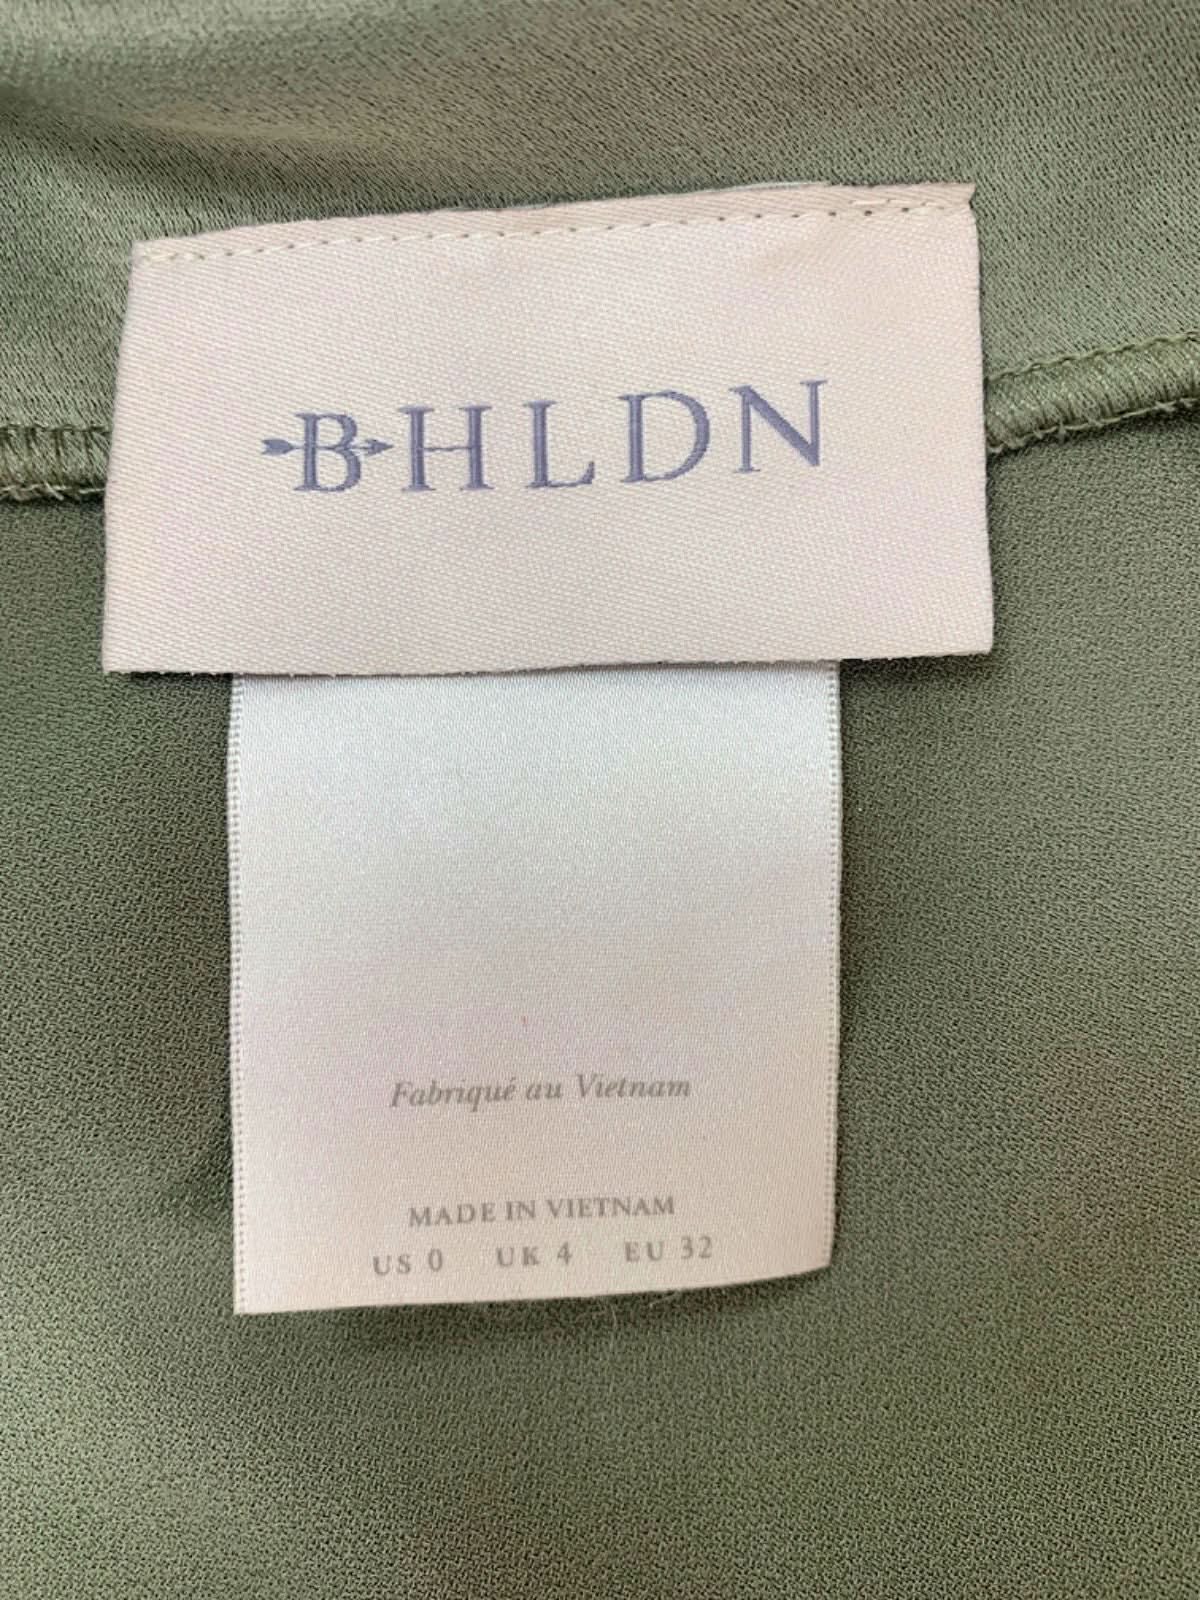 BHLDN
Fabriqué au Vietnam
MADE IN VIETNAM
US 0 UK 4 EU 32